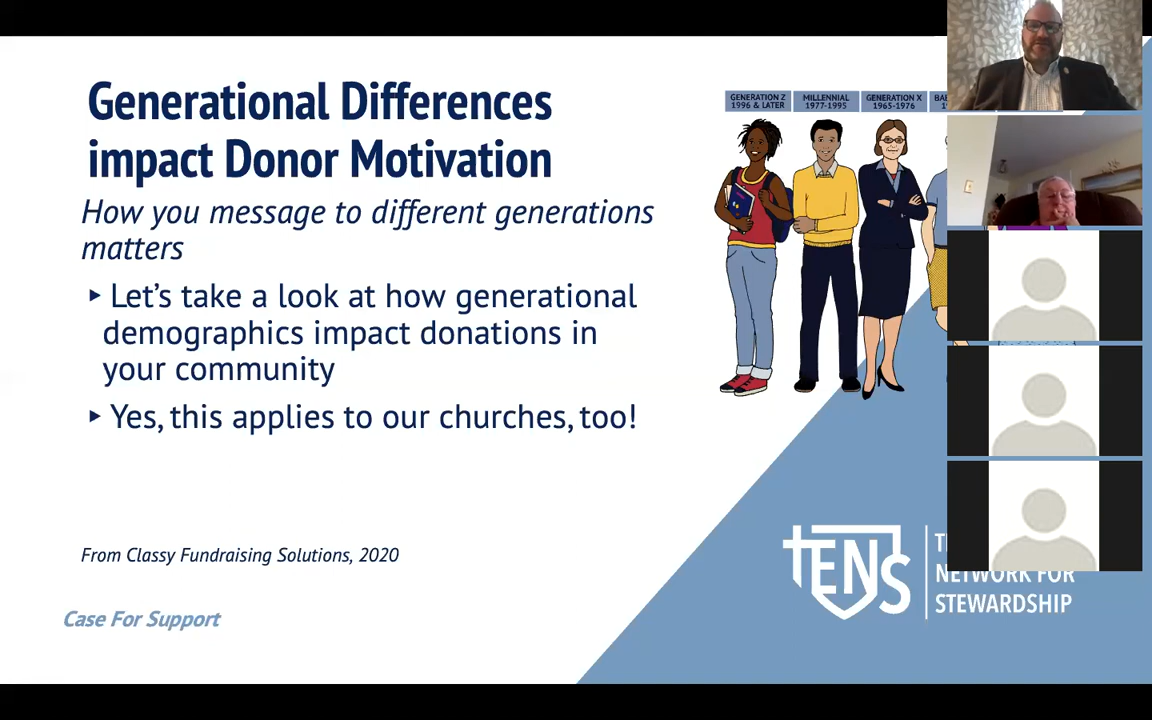 Generational Differences
impact Donor Motivation
How you message to different generations
matters
Let’s take a look at how generational
demographics impact donations in
your community
Yes, this applies to our churches, too!
From Classy Fundraising Solutions, 2020
Case For Support
GENERATION Z
1996 & LATER
MILLENNIAL
1977-1995
GENERATION X
1965-1976
tENS
NETWORK FOR
STEWARDSHIP